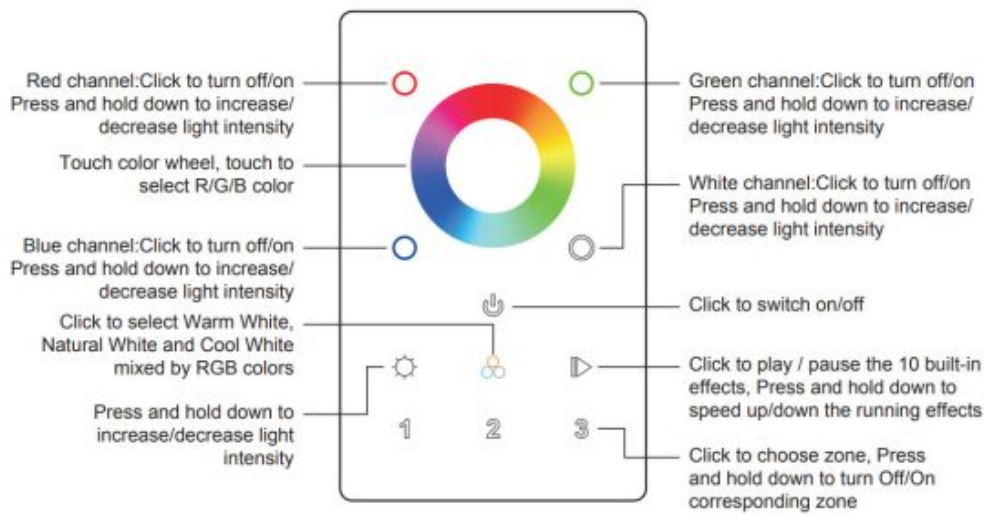 Red channel:Click to turn off/on
Press and hold down to increase/
decrease light intensity
Touch color wheel, touch to
select R/G/B color
Blue channel:Click to turn off/on
Press and hold down to increase/
decrease light intensity
Click to select Warm White,
Natural White and Cool White
mixed by RGB colors
Press and hold down to
increase/decrease light
intensity
1 2 3
Green channel:Click to turn off/on
Press and hold down to increase/
decrease light intensity
White channel:Click to turn off/on
Press and hold down to increase/
decrease light intensity
Click to switch on/off
Click to play / pause the 10 built-in
effects, Press and hold down to
speed up/down the running effects
Click to choose zone, Press
and hold down to turn Off/On
corresponding zone